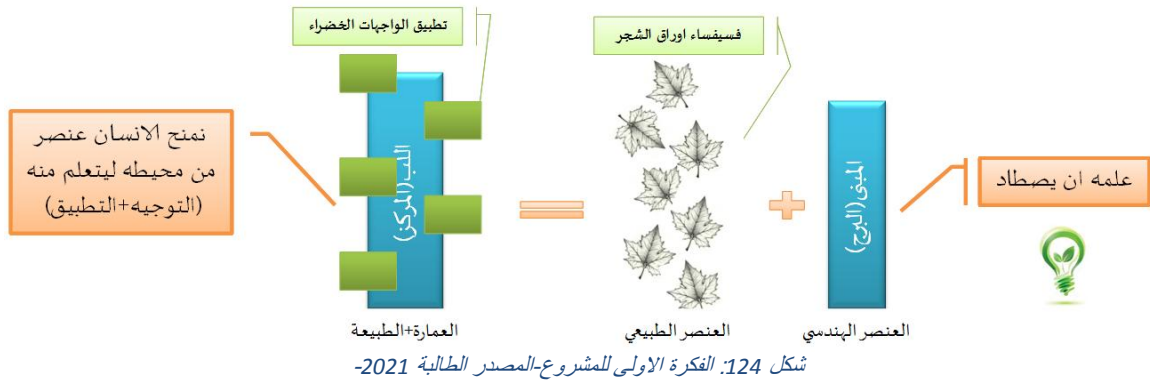 تطبيق الواجهات الخضراء
فسيفساء اوراق الشجر
علمه ان يصطاد
المبنى(البرج)
اللب(المركز)
نمنح الانسان عنصر
من محيطه ليتعلم منه
(التوجيه+التطبيق)
العنصر الهندسي
العنصر الطبيعي
العمارة+الطبيعة
شكل 124: الفكرة الاولى للمشروع-المصدر الطالبة 2021-